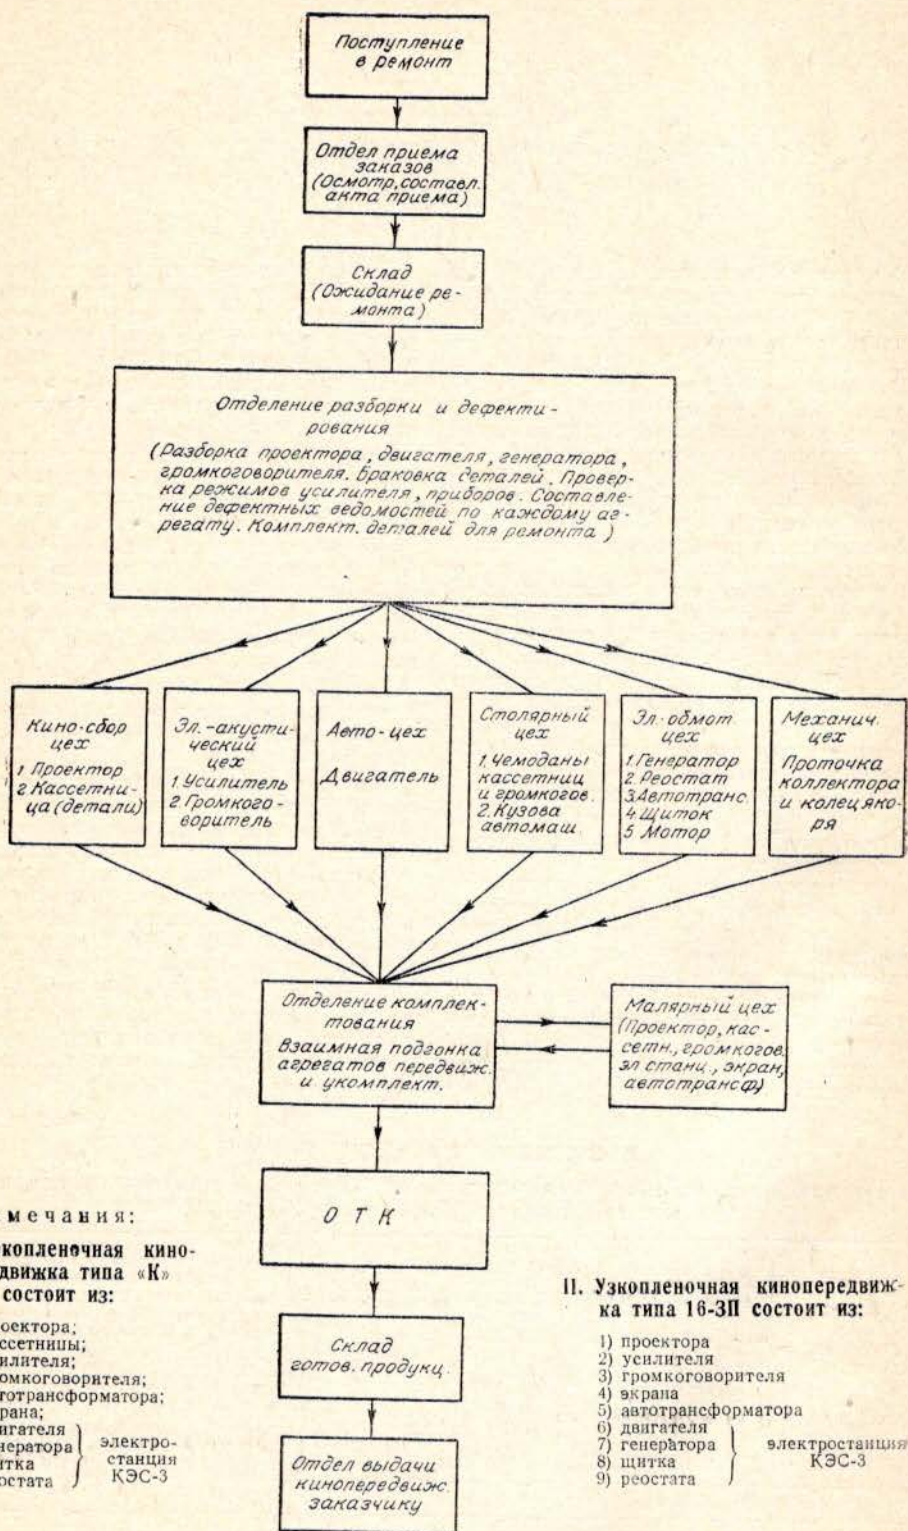 Поступление
в ремонт
Отдел приема
заказов
(Осмотр, составл.
акта приема)
Склад
(Ожидание ре-
монта)
Отделение разборки и дефекти-
рования
(Разборка проектора, двигателя, генератора,
громкоговорителя. Браковка деталей. Провер-
ка режимов усилителя, приборов. Составле-
ние дефектных ведомостей по каждому аг-
регату. Комплект. деталей для ремонта)
Кино-сбор
цех
1 Проектор
2 Кассетни-
ца (детали)
Эл.-акусти-
ческий
цех
1 Усилитель
2 Громкого-
воритель
Авто-цех
Двигатель
Столярный
цех
1. Чемоданы
кассетниц
и громкогов.
2. Кузова
автомаш.
Эл.-обмот
цех
1. Генератор
2. Реостат
3. Автотранс.
4 Щиток
5 Мотор
Механич.
цех
Проточка
коллектора
и колец яко-
ря
Отделение комплек-
тования
Взаимная подгонка
агрегатов передвиж.
и укомплект.
Малярный цех
(Проектор, кас-
сетн., громкогов.
эл станц., экран,
автотрансф.)
ОТК
Склад
готов. продукц.
Отдел выдачи
кинопередвиж.
заказчику
мечания:
копленочная кино-
движка типа «К»
состоит из:
оектора;
ссетницы;
илителя;
омкоговорителя;
тотрансформатора;
рана;
игателя
нератора
итка
остата
электро-
станция
КЭС-3
II. Узкопленочная кинопередвиж-
ка типа 16-ЗП состоит из:
1) проектора
2) усилителя
3) громкоговорителя
4) экрана
5) автотрансформатора
6) двигателя
7) генератора
8) щитка
9) реостата
электростанция
КЭС-3